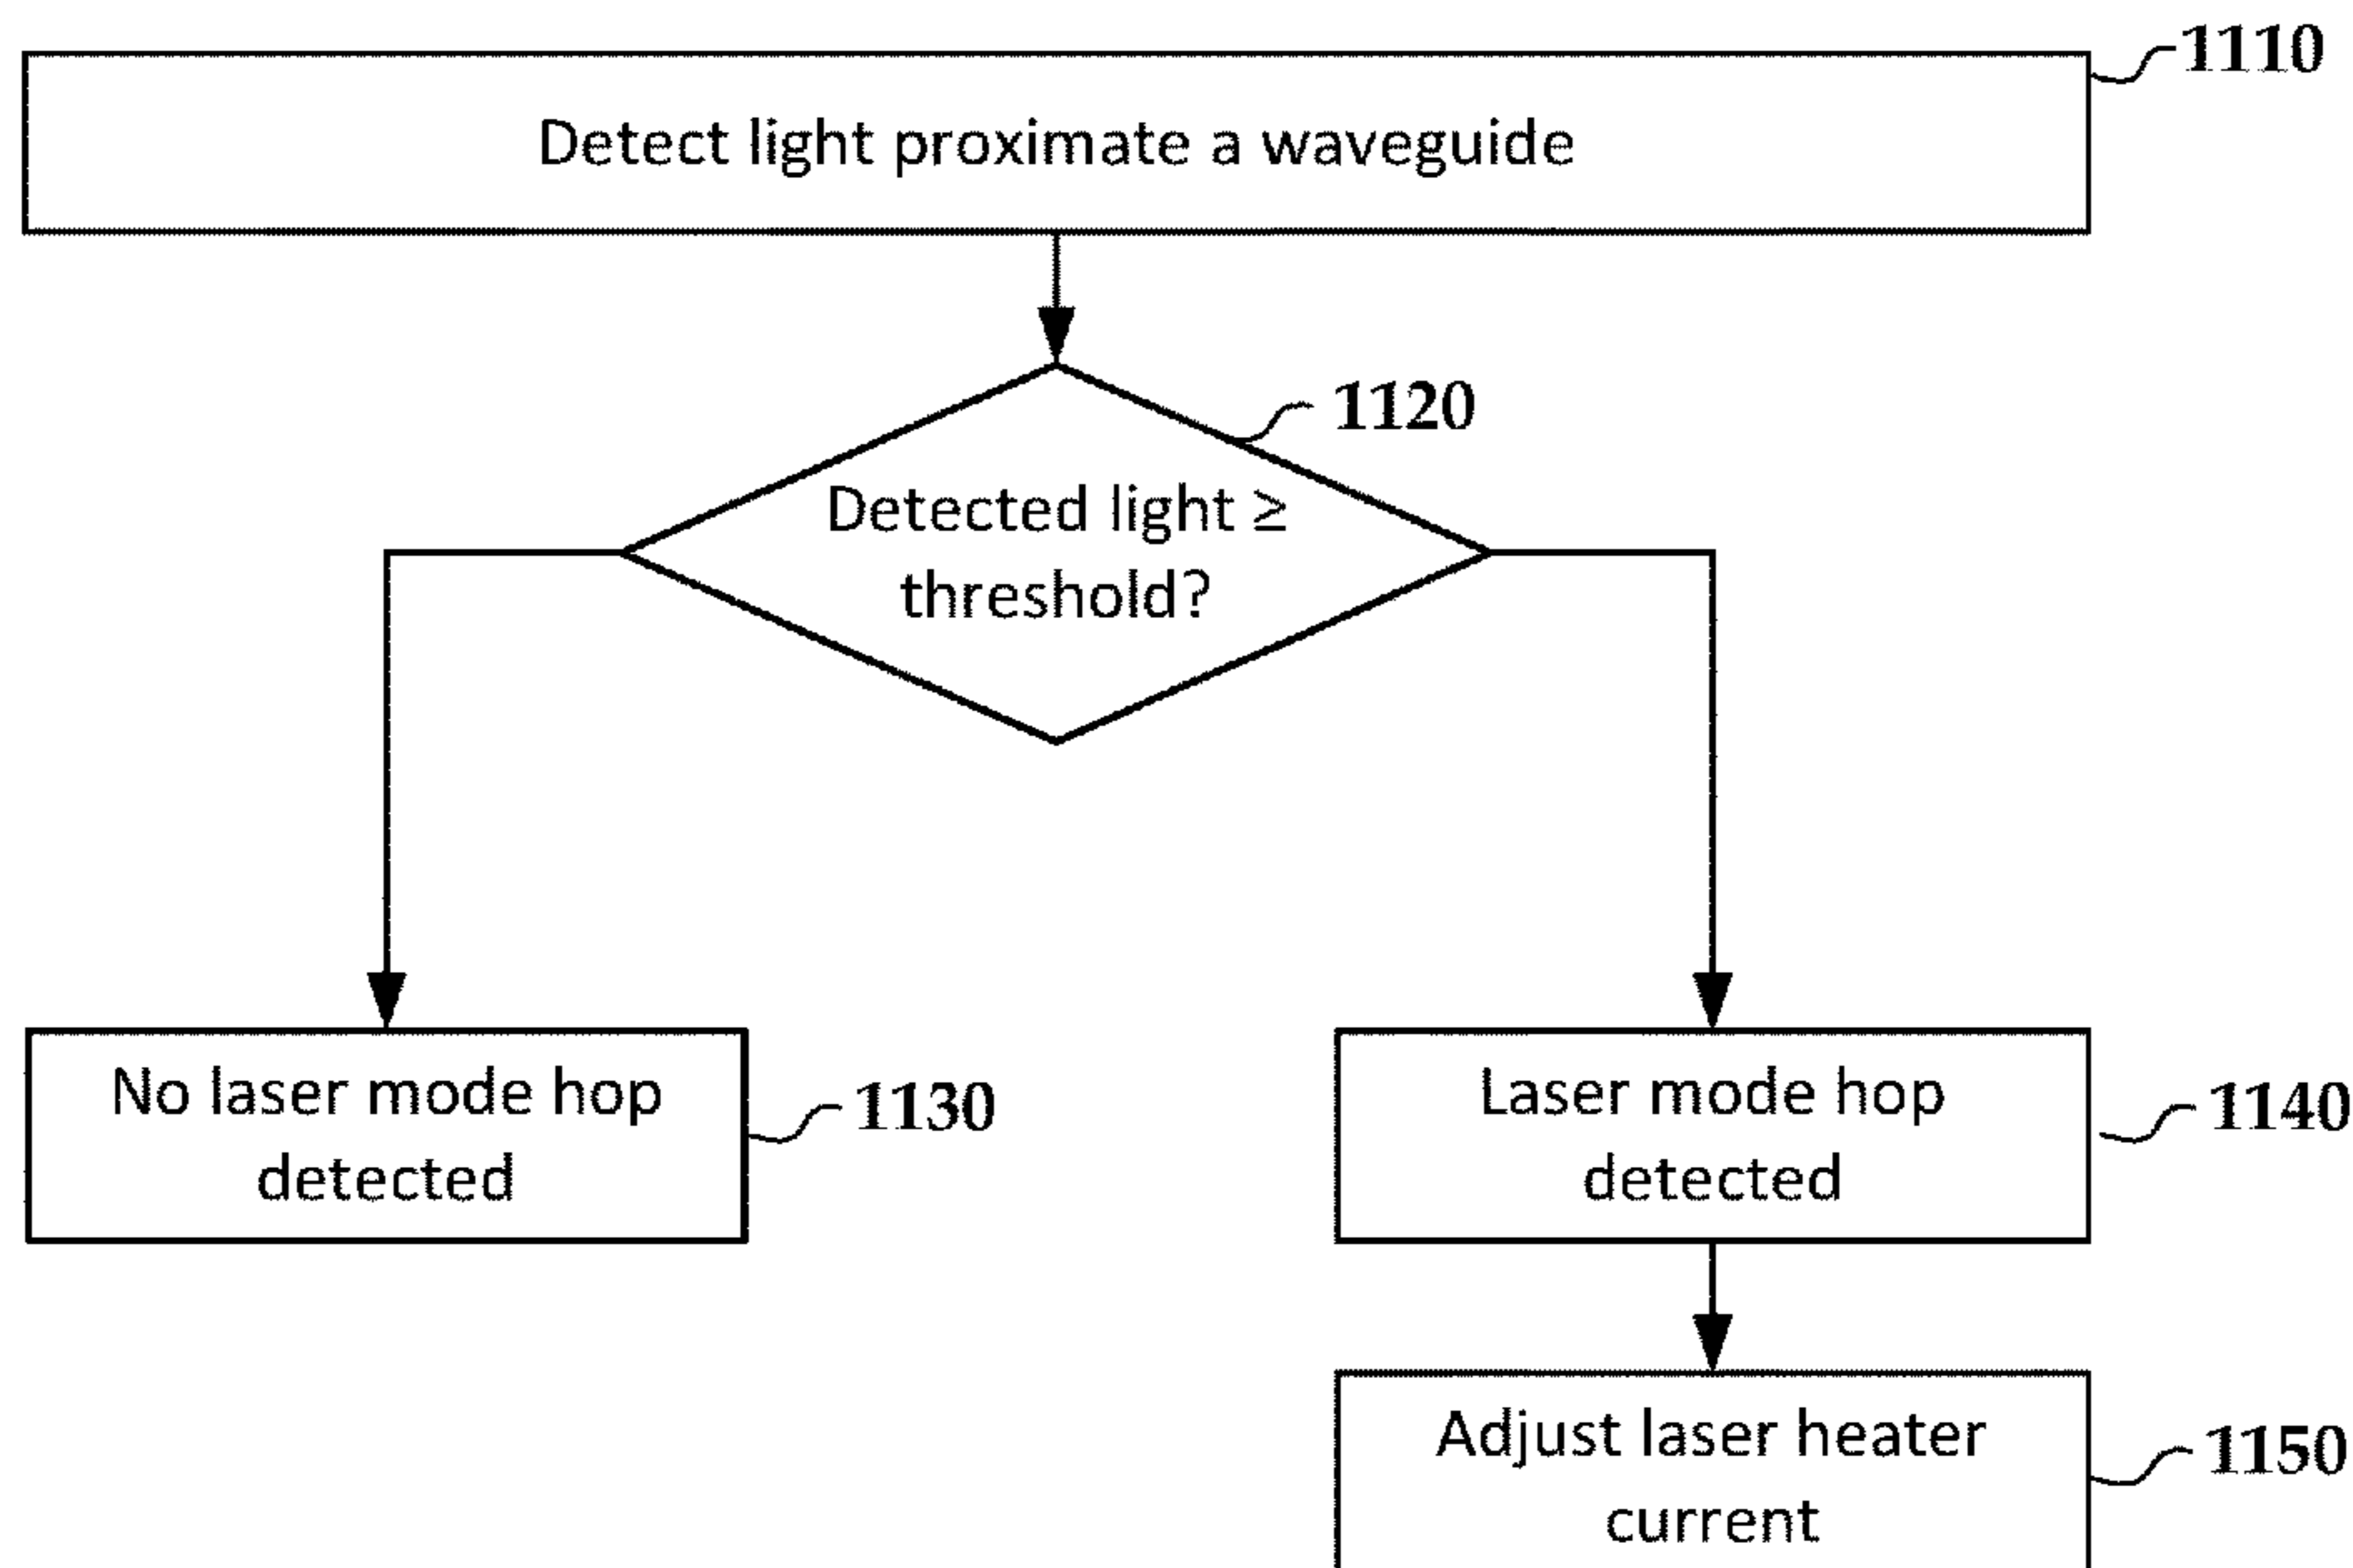 1110
Detect light proximate a waveguide
1120
Detected light ≥
threshold?
No laser mode hop
detected
1130
Laser mode hop
detected
1140
Adjust laser heater
current
1150